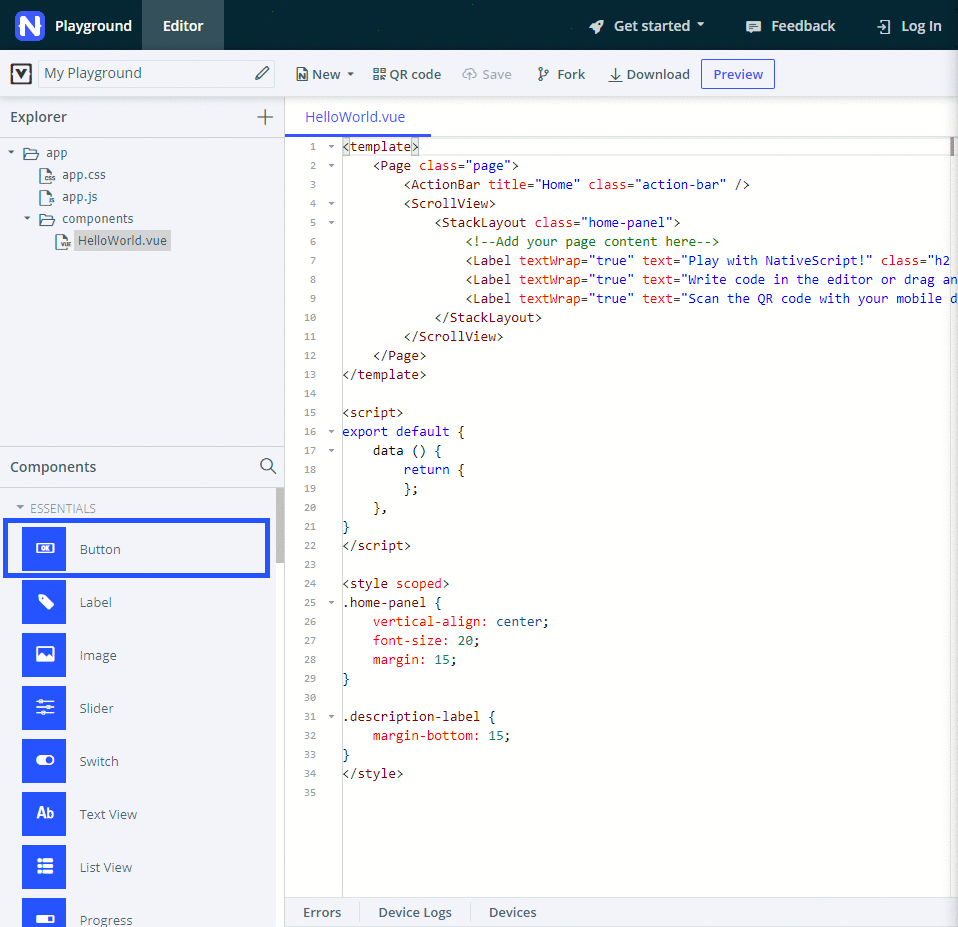 Playground Editor Get started Feedback Log In
My Playground New QR code Save Fork Download Preview
Explorer
app
app.css
app.js
components
HelloWorld.vue
Components
ESSENTIALS
OK Button
Label
Image
Slider
Switch
Ab Text View
List View
Progress
HelloWorld.vue
1 <template>
2 <Page class="page">
3 <ActionBar title="Home" class="action-bar" />
4 <ScrollView>
5 <StackLayout class="home-panel">
6 <!--Add your page content here-->
7 <Label textWrap="true" text="Play with NativeScript!" class="h2
8 <Label textWrap="true" text="Write code in the editor or drag an
9 <Label textWrap="true" text="Scan the QR code with your mobile d
10 </StackLayout>
11 </ScrollView>
12 </Page>
13 </template>
14
15 <script>
16 export default {
17 data () {
18 return {
19 };
20 },
21 }
22 </script>
23
24 <style scoped>
25 .home-panel {
26 vertical-align: center;
27 font-size: 20;
28 margin: 15;
29 }
30
31 .description-label {
32 margin-bottom: 15;
33 }
34 </style>
35
Errors Device Logs Devices